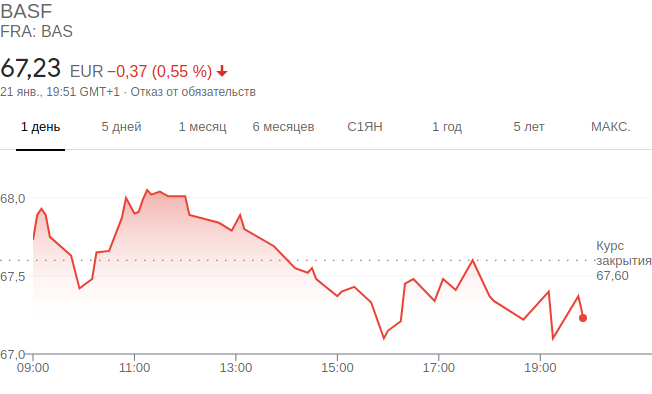 BASF
FRA: BAS
67,23 EUR −0,37 (0,55 %)
21 янв., 19:51 GMT+1 · Отказ от обязательств
1 день 5 дней 1 месяц 6 месяцев С1ЯН 1 год 5 лет МАКС.
68,0
Курс
закрытия
67,60
67,5
67,0
09:00 11:00 13:00 15:00 17:00 19:00